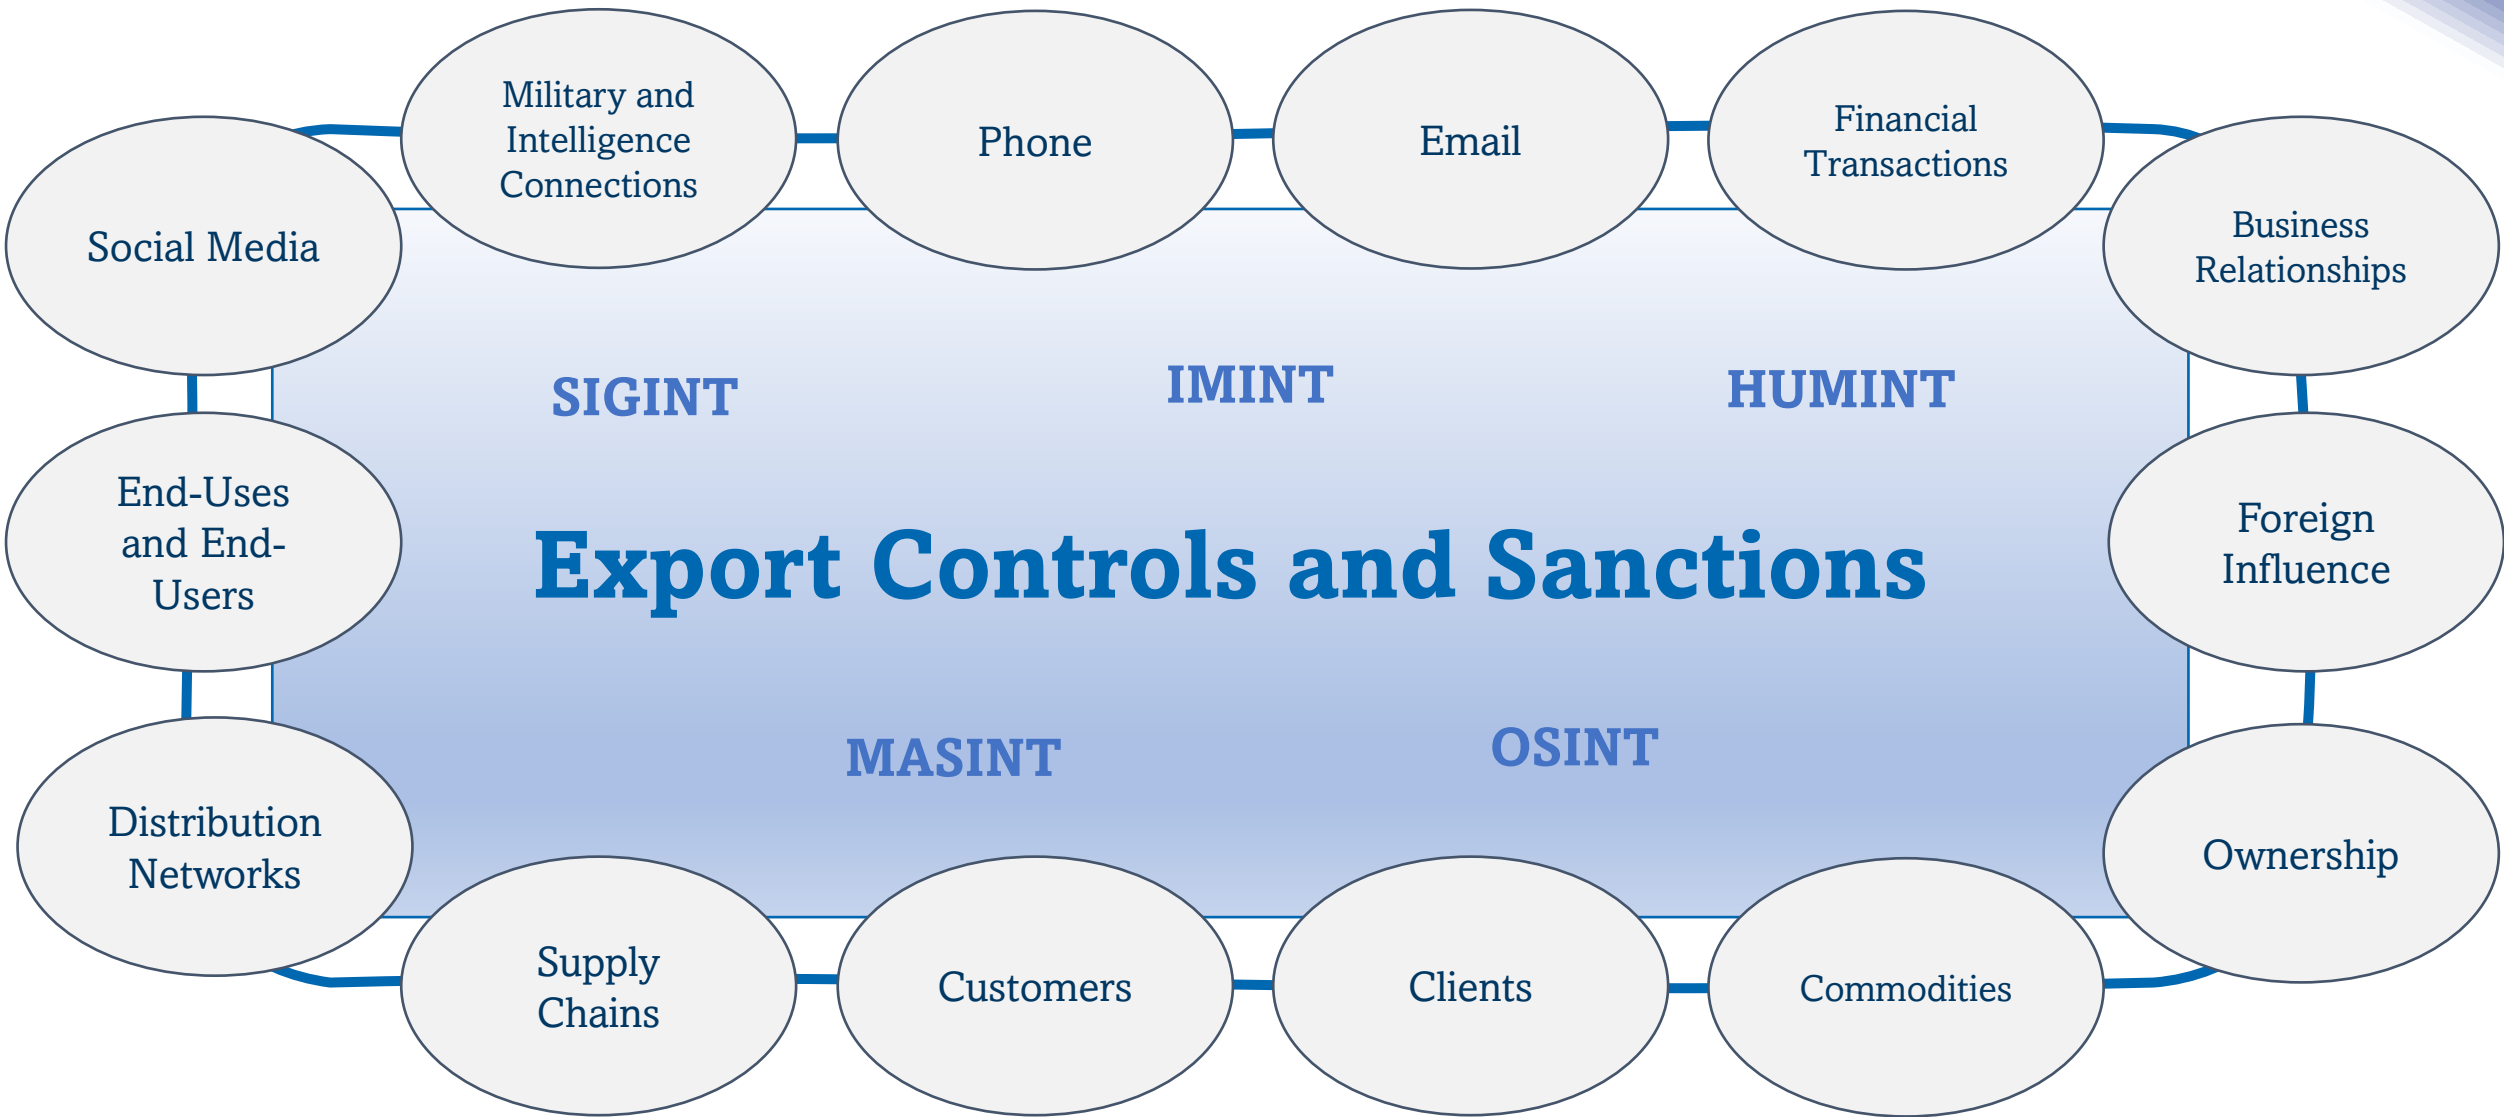 Military and
Intelligence
Connections
Phone
Email
Financial
Transactions
Social Media
Business
Relationships
SIGINT
IMINT
HUMINT
End-Uses
and End-
Users
Export Controls and Sanctions
Foreign
Influence
MASINT
OSINT
Distribution
Networks
Ownership
Supply
Chains
Customers
Clients
Commodities